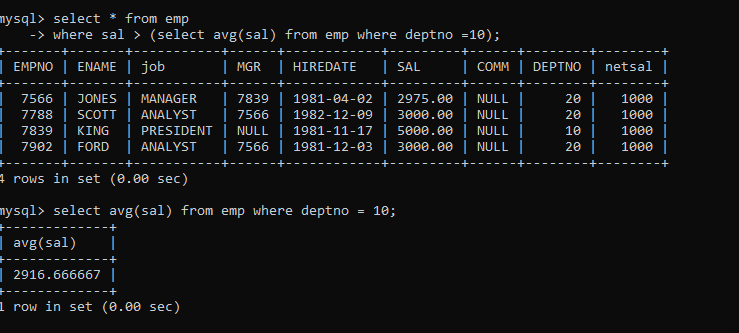 mysql> select * from emp
    -> where sal > (select avg(sal) from emp where deptno =10);
+-------+-------+-----------+------+------------+---------+------+--------+--------+
| EMPNO | ENAME | job       | MGR  | HIREDATE   | SAL     | COMM | DEPTNO | netsal |
+-------+-------+-----------+------+------------+---------+------+--------+--------+
|  7566 | JONES | MANAGER   | 7839 | 1981-04-02 | 2975.00 | NULL |     20 |   1000 |
|  7788 | SCOTT | ANALYST   | 7566 | 1982-12-09 | 3000.00 | NULL |     20 |   1000 |
|  7839 | KING  | PRESIDENT | NULL | 1981-11-17 | 5000.00 | NULL |     10 |   1000 |
|  7902 | FORD  | ANALYST   | 7566 | 1981-12-03 | 3000.00 | NULL |     20 |   1000 |
+-------+-------+-----------+------+------------+---------+------+--------+--------+
4 rows in set (0.00 sec)

mysql> select avg(sal) from emp where deptno = 10;
+-------------+
| avg(sal)    |
+-------------+
| 2916.666667 |
+-------------+
1 row in set (0.00 sec)